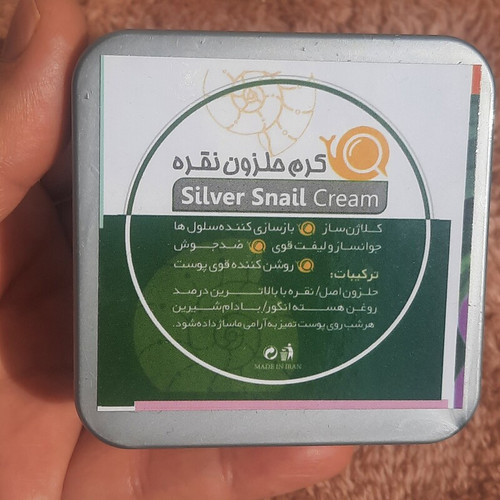 کرم حلزون نقره
Silver Snail Cream
کلاژن ساز بازسازی کننده سلول ها
جوانساز و لیفت قوی ضد جوش
روشن کننده قوی پوست
ترکیبات:
حلزون اصل/ نقره با بالاترین درصد
روغن هسته انگور/ بادام شیرین
هر شب روی پوست تمیز به آرامی ماساژ داده شود.
MADE IN IRAN